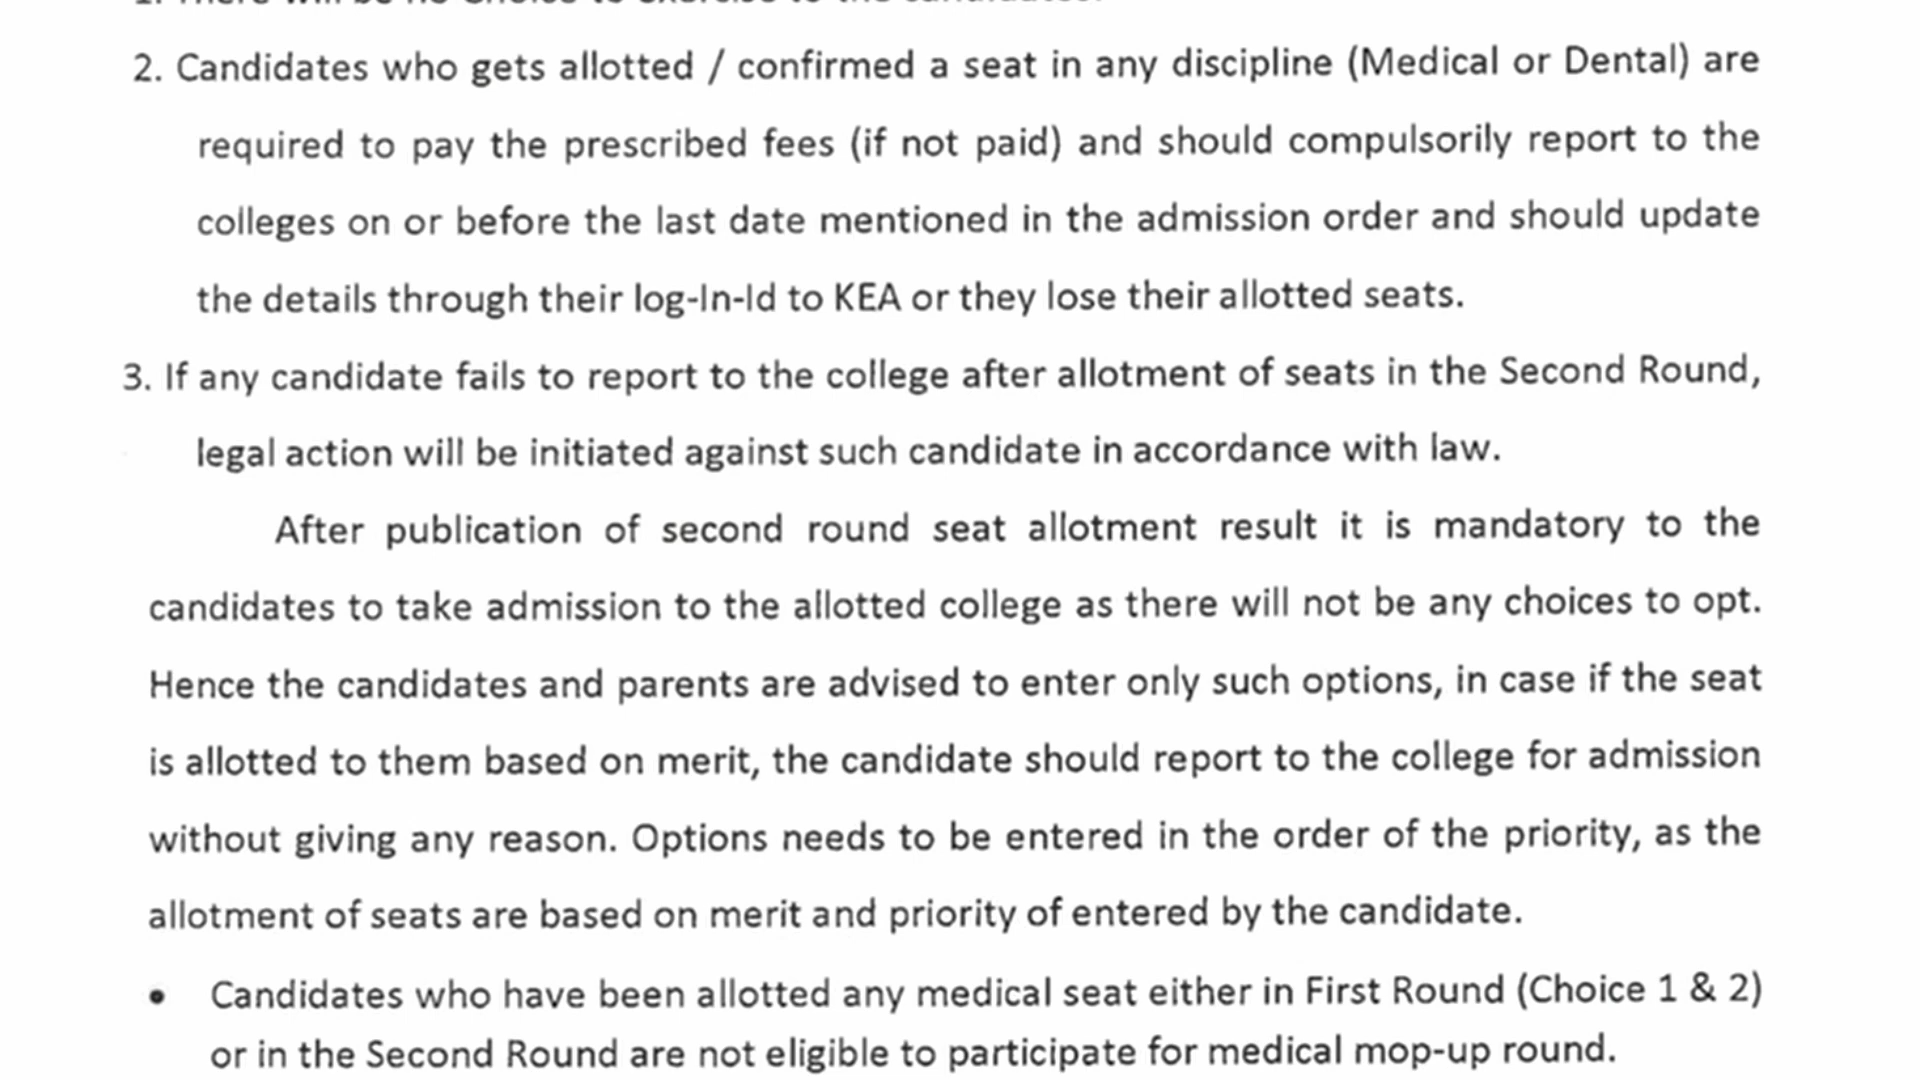 1. There will be no Choice to exercise to the candidates.
2. Candidates who gets allotted / confirmed a seat in any discipline (Medical or Dental) are
required to pay the prescribed fees (if not paid) and should compulsorily report to the
colleges on or before the last date mentioned in the admission order and should update
the details through their log-In-Id to KEA or they lose their allotted seats.
3. If any candidate fails to report to the college after allotment of seats in the Second Round,
legal action will be initiated against such candidate in accordance with law.
After publication of second round seat allotment result it is mandatory to the
candidates to take admission to the allotted college as there will not be any choices to opt.
Hence the candidates and parents are advised to enter only such options, in case if the seat
is allotted to them based on merit, the candidate should report to the college for admission
without giving any reason. Options needs to be entered in the order of the priority, as the
allotment of seats are based on merit and priority of entered by the candidate.
• Candidates who have been allotted any medical seat either in First Round (Choice 1 & 2)
or in the Second Round are not eligible to participate for medical mop-up round.